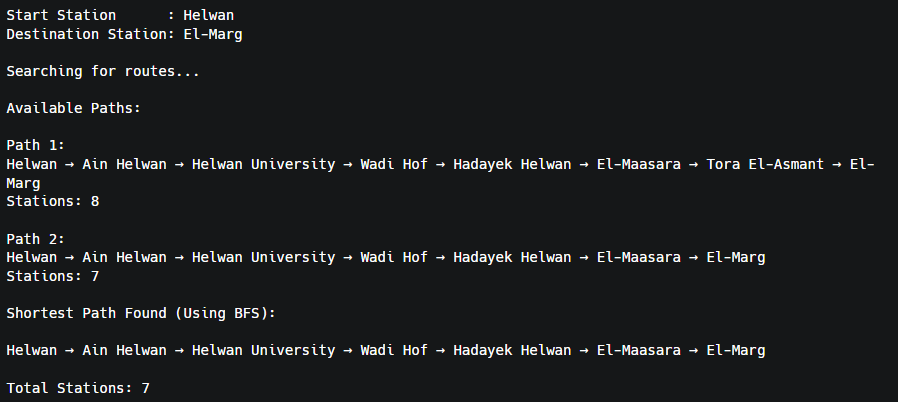 Start Station      : Helwan
Destination Station: El-Marg
Searching for routes...
Available Paths:
Path 1:
Helwan → Ain Helwan → Helwan University → Wadi Hof → Hadayek Helwan → El-Maasara → Tora El-Asmant → El-
Marg
Stations: 8
Path 2:
Helwan → Ain Helwan → Helwan University → Wadi Hof → Hadayek Helwan → El-Maasara → El-Marg
Stations: 7
Shortest Path Found (Using BFS):
Helwan → Ain Helwan → Helwan University → Wadi Hof → Hadayek Helwan → El-Maasara → El-Marg
Total Stations: 7